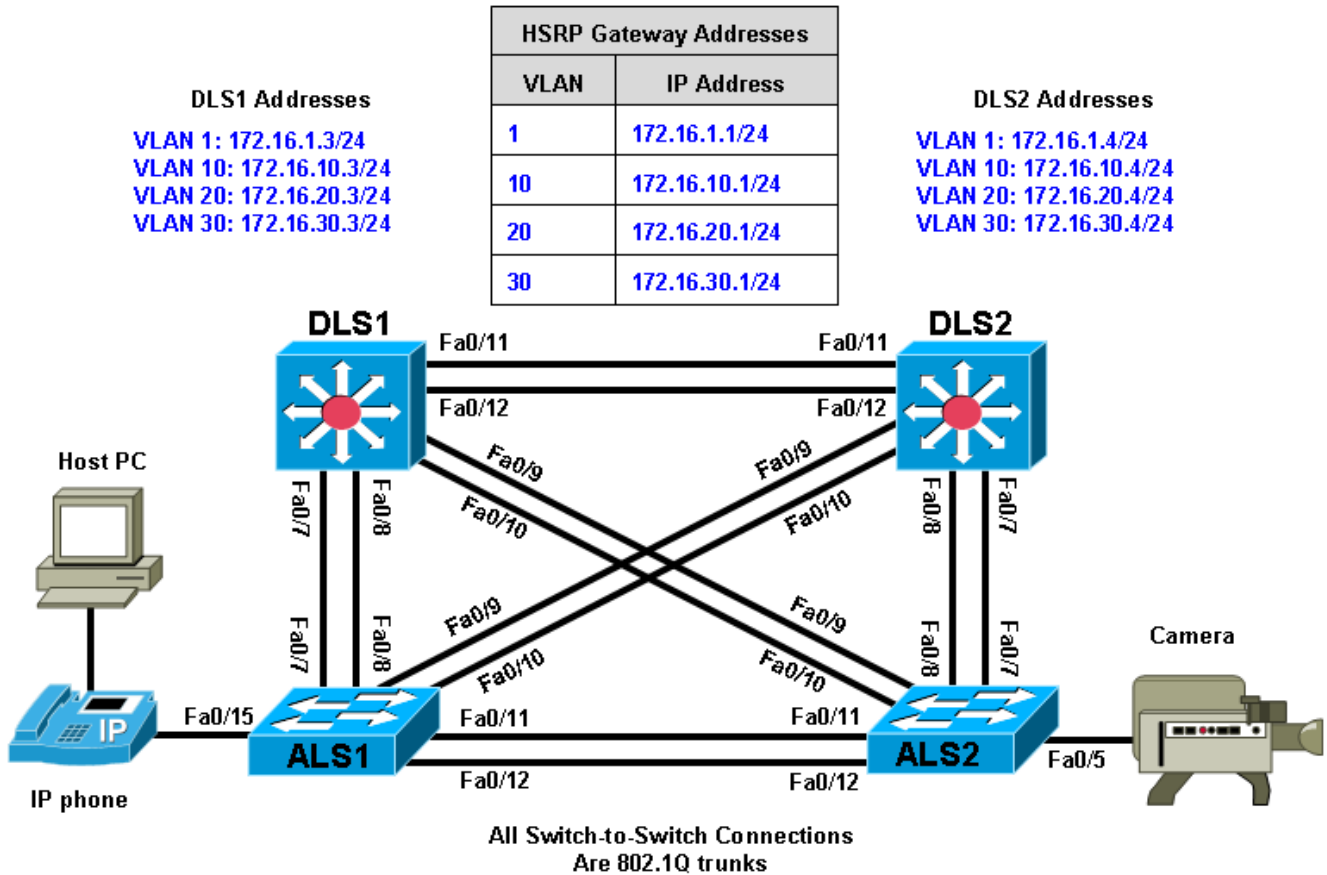 HSRP Gateway Addresses
VLAN IP Address
1 172.16.1.1/24
10 172.16.10.1/24
20 172.16.20.1/24
30 172.16.30.1/24
DLS1 Addresses
VLAN 1: 172.16.1.3/24
VLAN 10: 172.16.10.3/24
VLAN 20: 172.16.20.3/24
VLAN 30: 172.16.30.3/24
DLS2 Addresses
VLAN 1: 172.16.1.4/24
VLAN 10: 172.16.10.4/24
VLAN 20: 172.16.20.4/24
VLAN 30: 172.16.30.4/24
DLS1
DLS2
Fa0/11
Fa0/11
Fa0/12
Fa0/12
Host PC
Fa0/9
Fa0/9
Fa0/7
Fa0/8
Fa0/10
Fa0/10
Fa0/8
Fa0/7
Fa0/7
Fa0/8
Fa0/9
Fa0/10
Fa0/9
Fa0/10
Fa0/8
Fa0/7
Camera
IP
Fa0/15
Fa0/11
Fa0/11
ALS1
ALS2
Fa0/5
Fa0/12
Fa0/12
IP phone
All Switch-to-Switch Connections
Are 802.1Q trunks